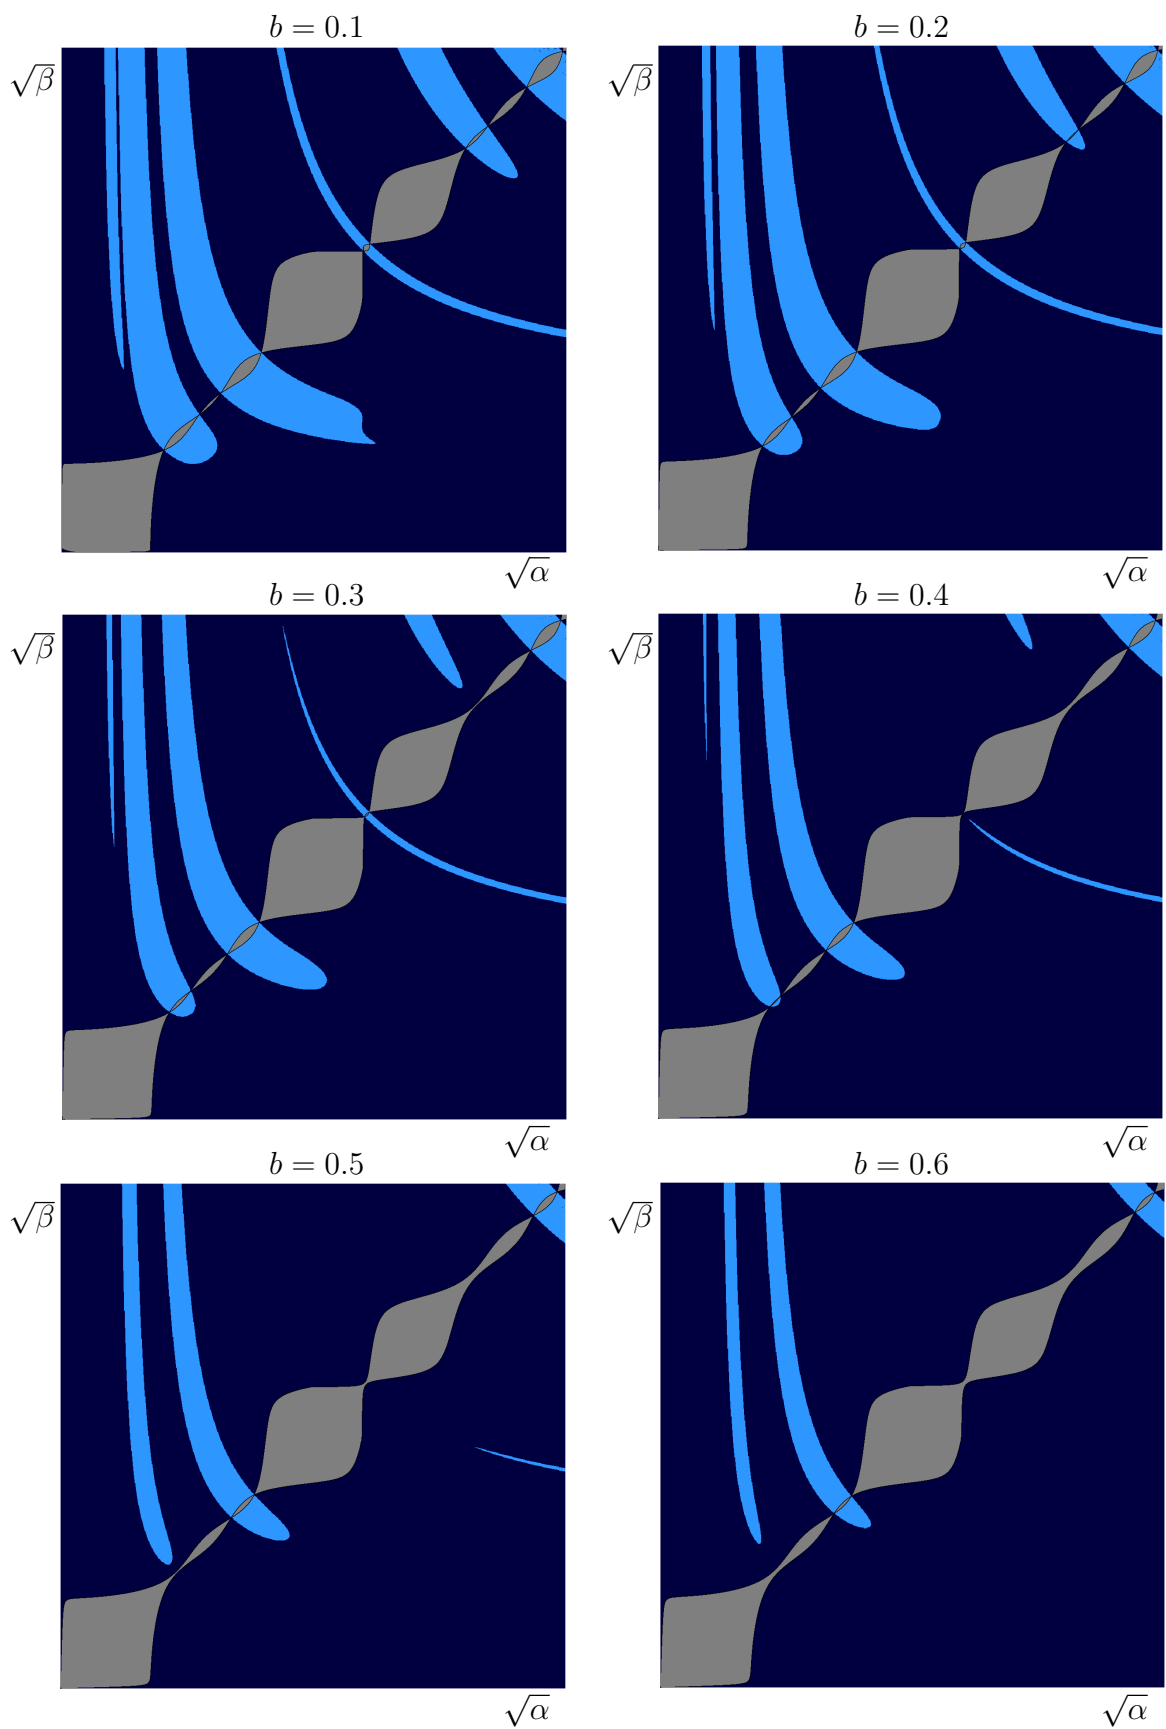 b = 0.1
b = 0.2
√β
√β
√α
√α
b = 0.3
b = 0.4
√β
√β
√α
√α
b = 0.5
b = 0.6
√β
√β
√α
√α